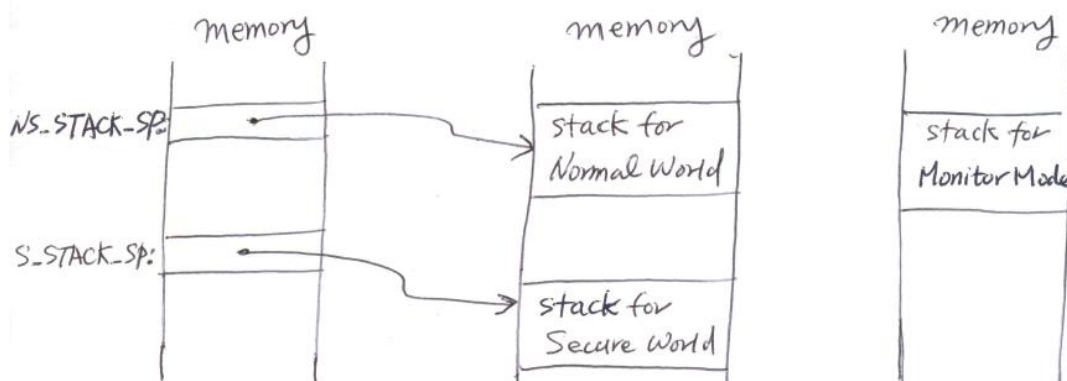 memory
memory
memory
NS_STACK_SP:
stack for
Normal World
stack for
Monitor Mode
S_STACK_SP:
stack for
Secure World